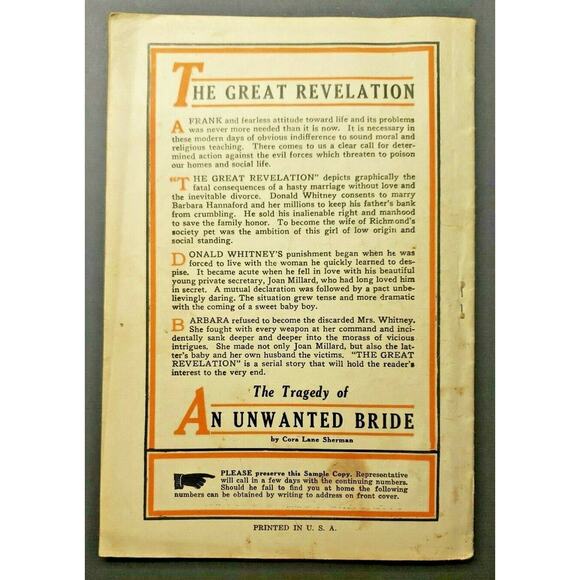 THE GREAT REVELATION
A FRANK and fearless attitude toward life and its problems
was never more needed than it is now. It is necessary in
these modern days of obvious indifference to sound moral and
religious teaching. There comes to us a clear call for deter-
mined action against the evil forces which threaten to poison
our homes and social life.
"THE GREAT REVELATION" depicts graphically the
fatal consequences of a hasty marriage without love and
the inevitable divorce. Donald Whitney consents to marry
Barbara Hannaford and her millions to keep his father's bank
from crumbling. He sold his inalienable right and manhood
to save the family honor. To become the wife of Richmond's
society pet was the ambition of this girl of low origin and
social standing.
DONALD WHITNEY'S punishment began when he was
forced to live with the woman he quickly learned to des-
pise. It became acute when he fell in love with his beautiful
young private secretary, Joan Millard, who had long loved him
in secret. A mutual declaration was followed by a pact unbe-
lievingly daring. The situation grew tense and more dramatic
with the coming of a sweet baby boy.
BARBARA refused to become the discarded Mrs. Whitney.
She fought with every weapon at her command and inci-
dentally sank deeper and deeper into the morass of vicious
intrigues. She made not only Joan Millard, but also the lat-
ter's baby and her own husband the victims. "THE GREAT
REVELATION" is a serial story that will hold the reader's
interest to the very end.
The Tragedy of
AN UNWANTED BRIDE
by Cora Lane Sherman
PLEASE preserve this Sample Copy. Representative
will call in a few days with the continuing numbers.
Should he fail to find you at home the following
numbers can be obtained by writing to address on front cover.
PRINTED IN U. S. A.